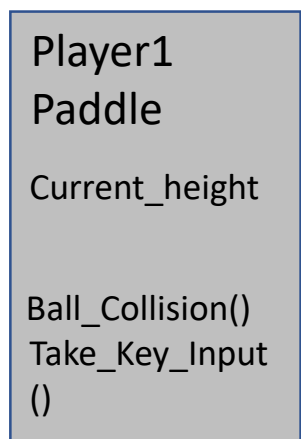 Player1
Paddle
Current_height
Ball_Collision()
Take_Key_Input
()